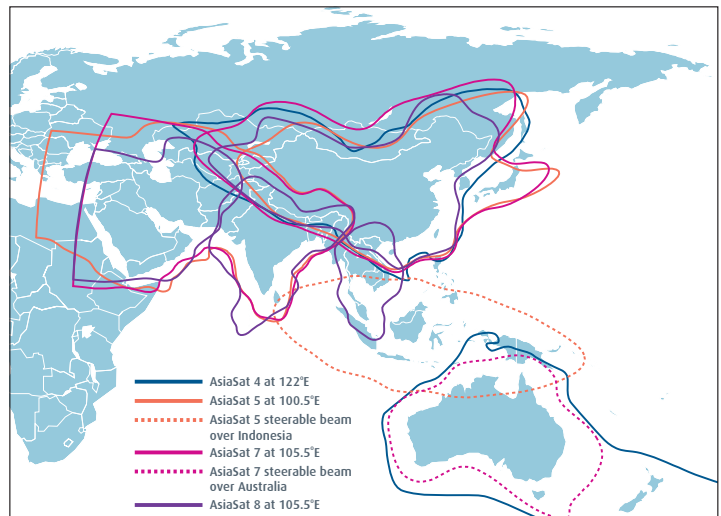 AsiaSat 4 at 122°E
AsiaSat 5 at 100.5°E
AsiaSat 5 steerable beam
over Indonesia
AsiaSat 7 at 105.5°E
AsiaSat 7 steerable beam
over Australia
AsiaSat 8 at 105.5°E